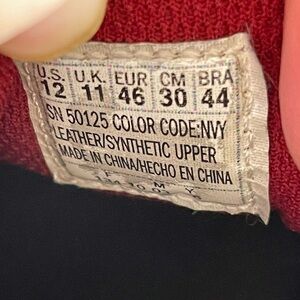 U.S. U.K. EUR CM BRA
12 11 46 30 44
SN 50125 COLOR CODE:NVY
LEATHER/SYNTHETIC UPPER
MADE IN CHINA/HECHO EN CHINA
F M Y